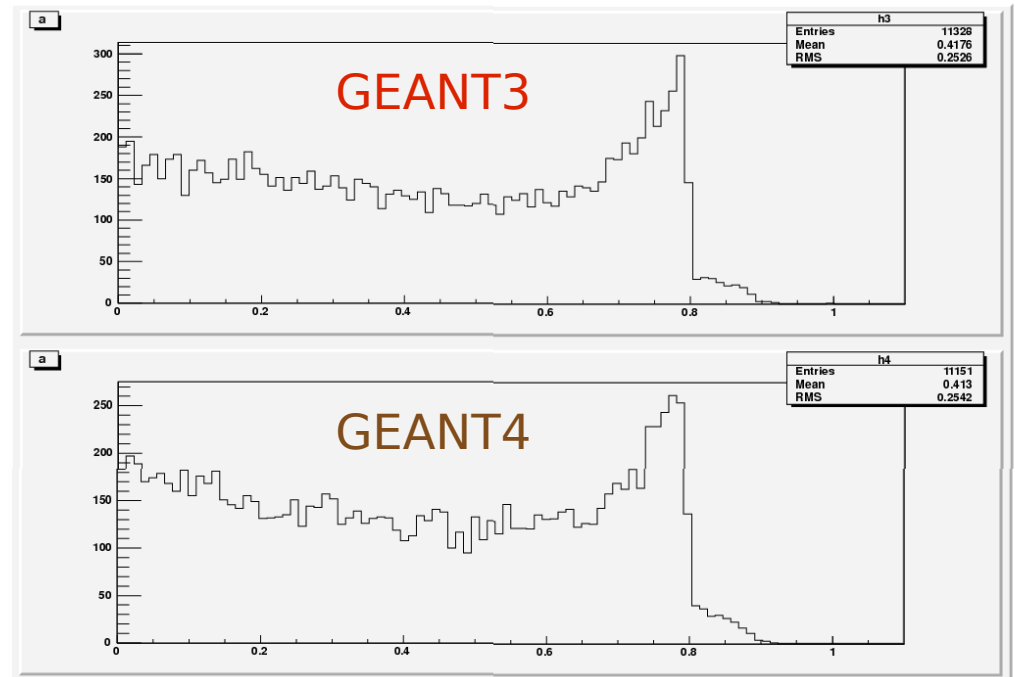 a
h3
Entries 11328
Mean 0.4176
RMS 0.2526
GEANT3
300
250
200
150
100
50
0
0 0.2 0.4 0.6 0.8 1
a
h4
Entries 11151
Mean 0.413
RMS 0.2542
GEANT4
250
200
150
100
50
0
0 0.2 0.4 0.6 0.8 1